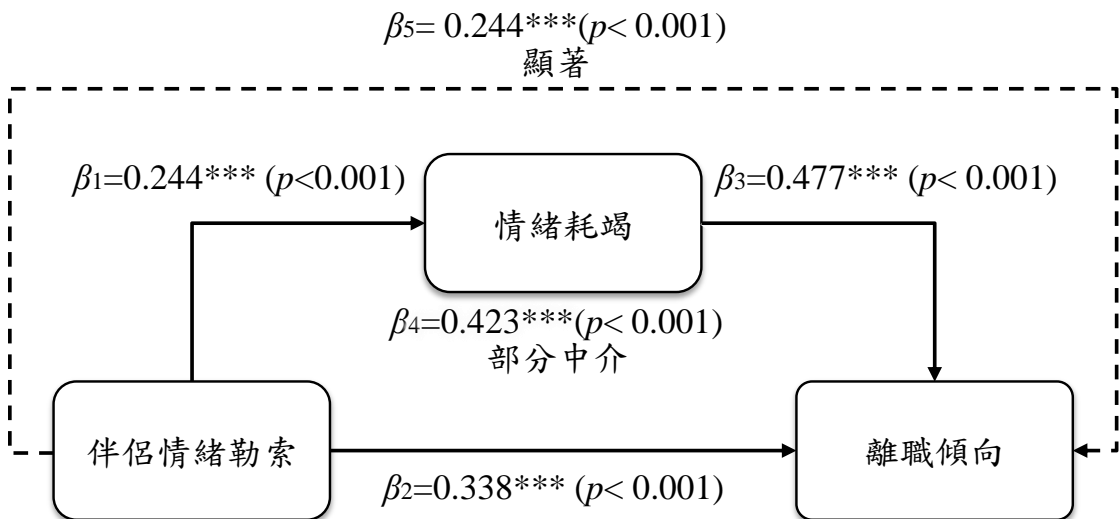 β5= 0.244***(p< 0.001)
顯著
β1=0.244*** (p<0.001)
情緒耗竭
β3=0.477*** (p< 0.001)
β4=0.423***(p< 0.001)
部分中介
伴侶情緒勒索
離職傾向
β2=0.338*** (p< 0.001)